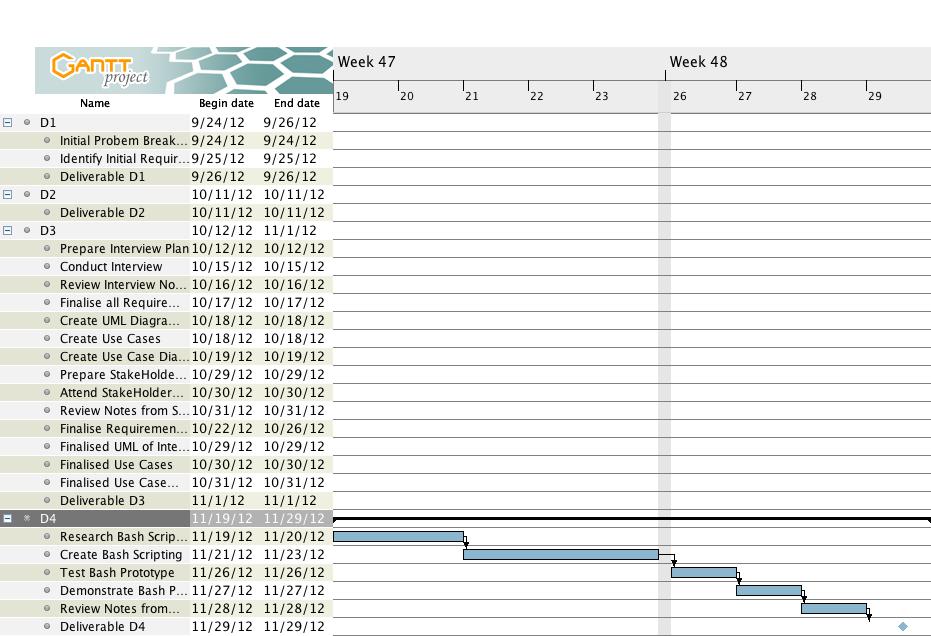 GANTT
project
Week 47 Week 48
19 20 21 22 23 26 27 28 29
Name Begin date End date
D1 9/24/12 9/26/12
Initial Probem Break... 9/24/12 9/24/12
Identify Initial Requir... 9/25/12 9/25/12
Deliverable D1 9/26/12 9/26/12
D2 10/11/12 10/11/12
Deliverable D2 10/11/12 10/11/12
D3 10/12/12 11/1/12
Prepare Interview Plan 10/12/12 10/12/12
Conduct Interview 10/15/12 10/15/12
Review Interview No... 10/16/12 10/16/12
Finalise all Require... 10/17/12 10/17/12
Create UML Diagra... 10/18/12 10/18/12
Create Use Cases 10/18/12 10/18/12
Create Use Case Dia... 10/19/12 10/19/12
Prepare StakeHolde... 10/29/12 10/29/12
Attend StakeHolder... 10/30/12 10/30/12
Review Notes from S... 10/31/12 10/31/12
Finalise Requiremen... 10/22/12 10/26/12
Finalised UML of Inte... 10/29/12 10/29/12
Finalised Use Cases 10/30/12 10/30/12
Finalised Use Case... 10/31/12 10/31/12
Deliverable D3 11/1/12 11/1/12
D4 11/19/12 11/29/12
Research Bash Scrip... 11/19/12 11/20/12
Create Bash Scripting 11/21/12 11/23/12
Test Bash Prototype 11/26/12 11/26/12
Demonstrate Bash P... 11/27/12 11/27/12
Review Notes from... 11/28/12 11/28/12
Deliverable D4 11/29/12 11/29/12